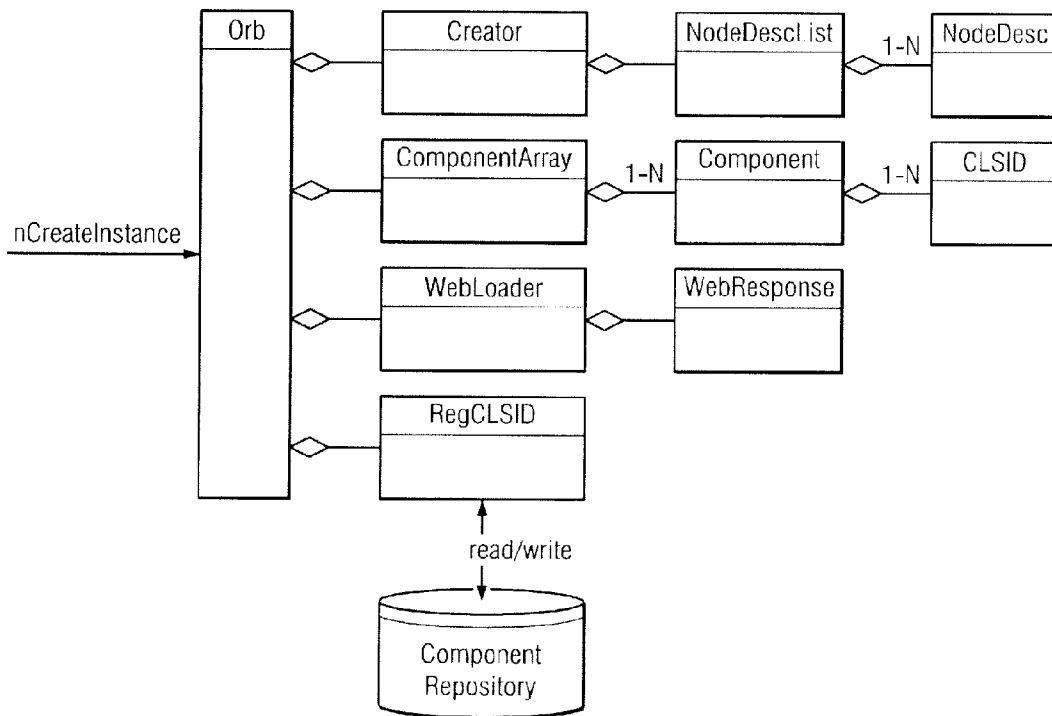 Orb
Creator
NodeDescList
NodeDesc
1-N
ComponentArray
Component
CLSID
1-N
1-N
nCreateInstance
WebLoader
WebResponse
RegCLSID
read/write
Component
Repository